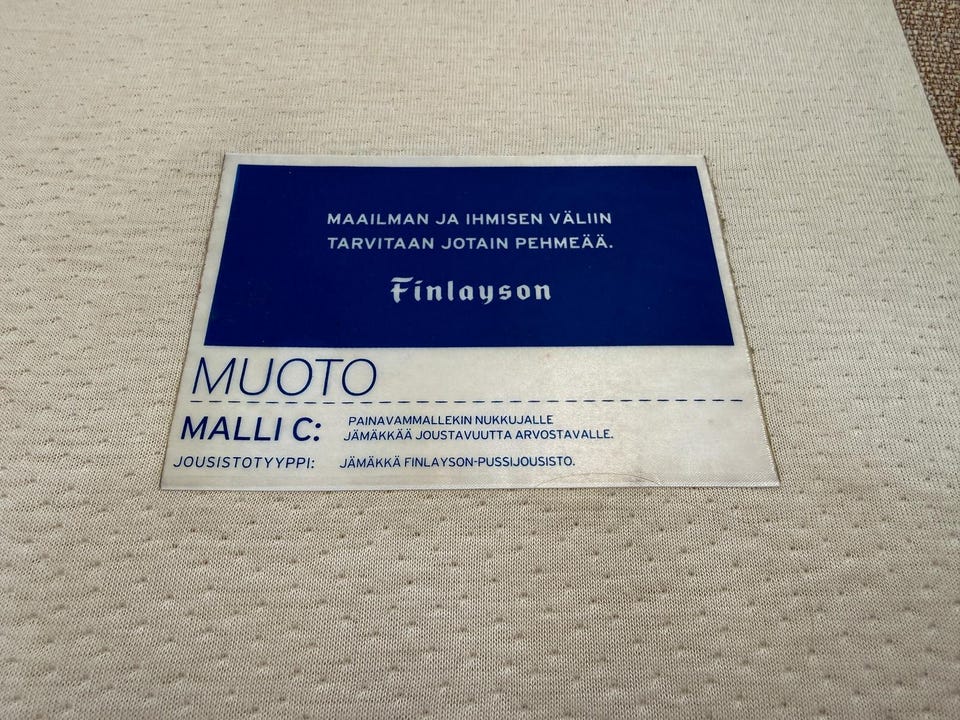 MAAILMAN JA IHMISEN VÄLIIN
TARVITAAN JOTAIN PEHMEÄÄ.
Finlayson
MUOTO
MALLI C: PAINAVAMMALLEKIN NUKKUJALLE
JÄMÄKKÄÄ JOUSTAVUUTTA ARVOSTAVALLE.
JOUSISTOTYYPPI: JÄMÄKKÄ FINLAYSON-PUSSIJOUSISTO.